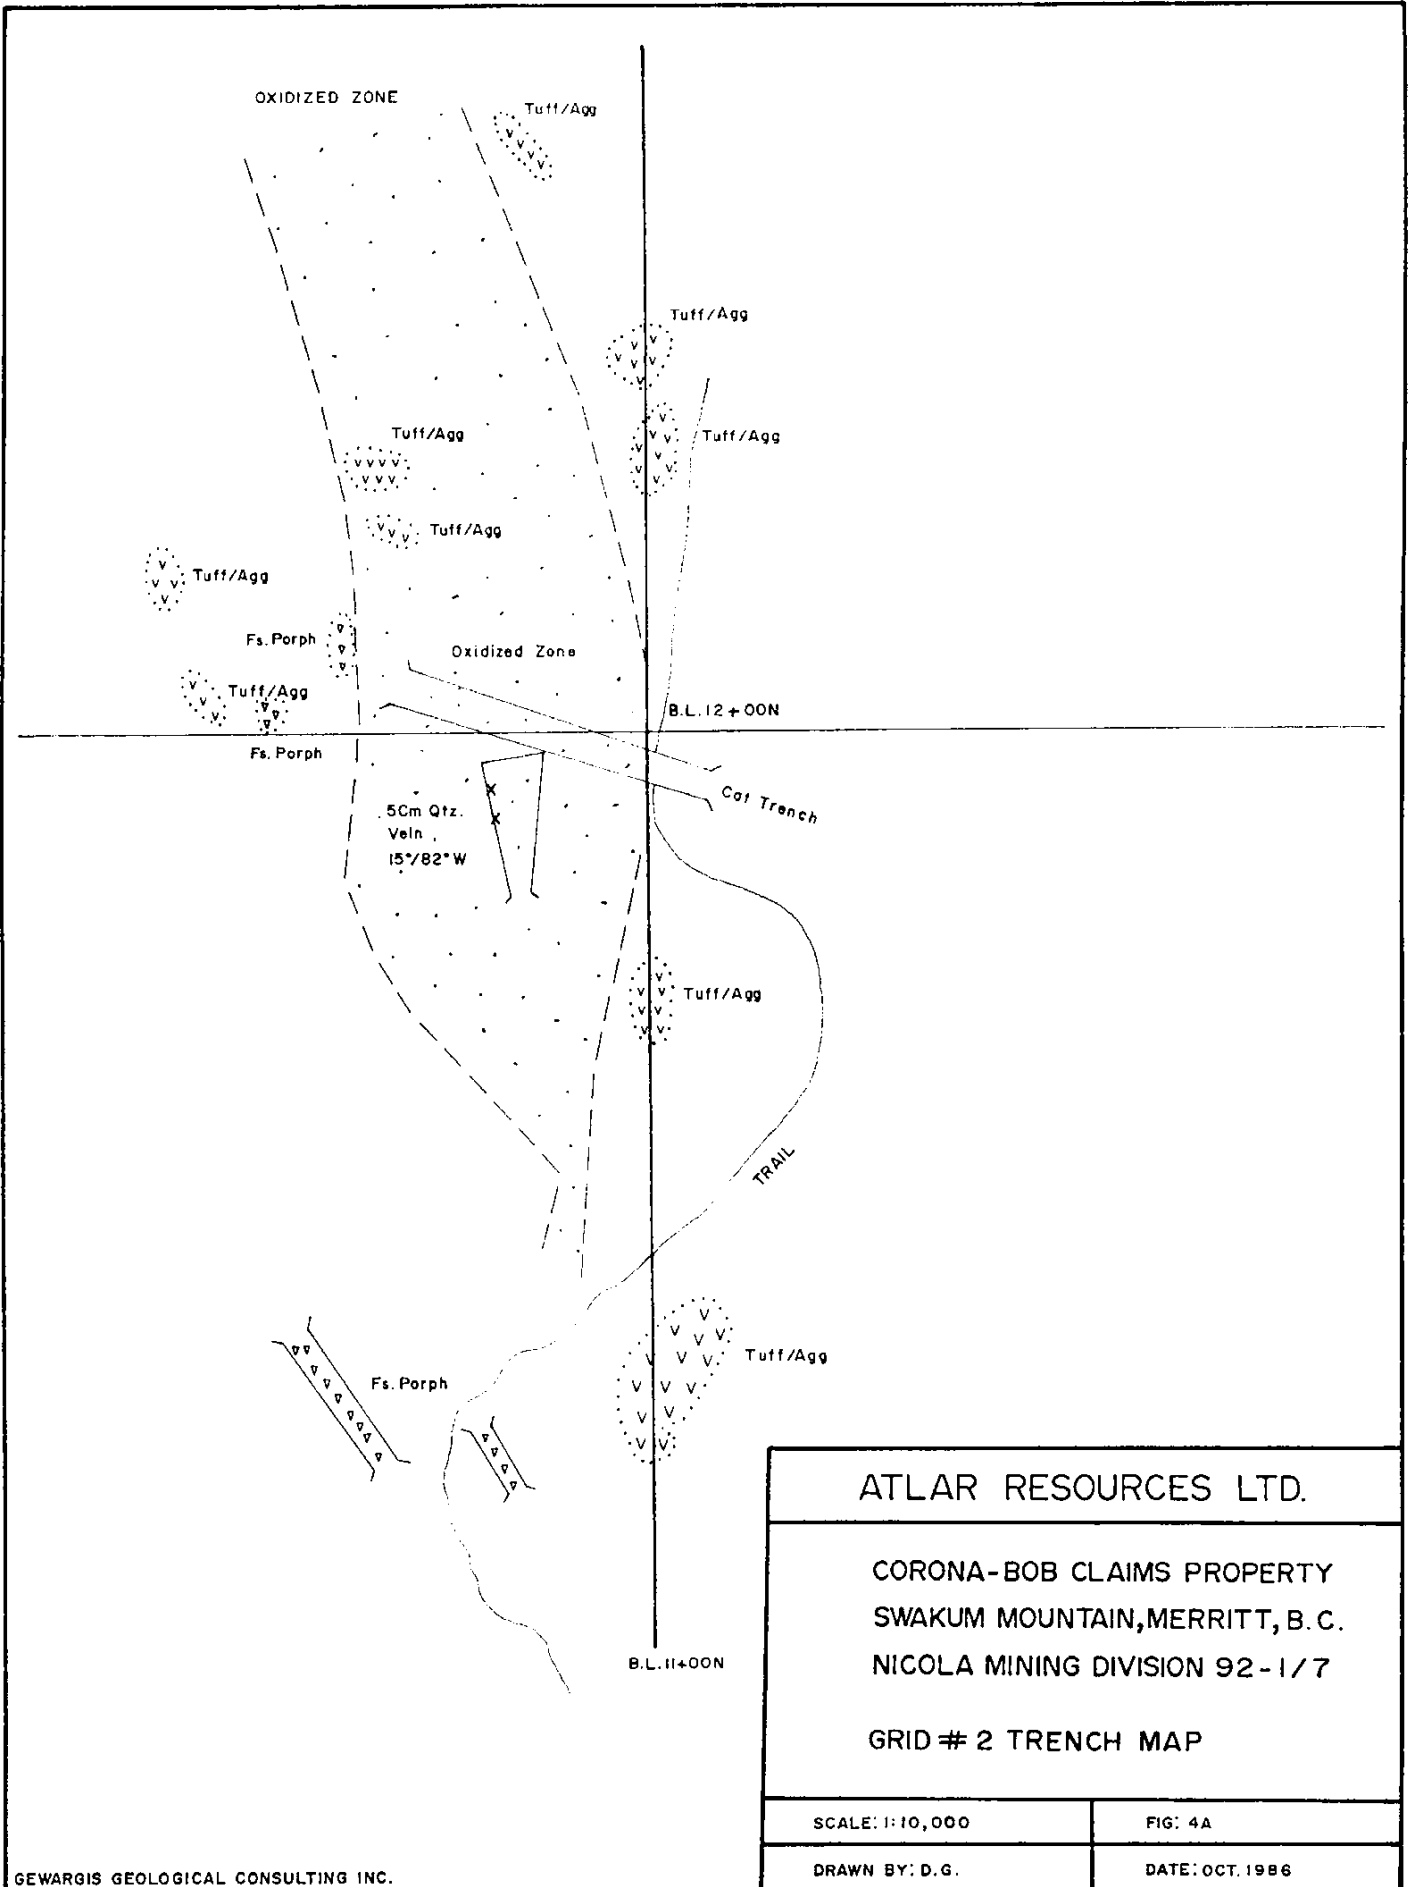 OXIDIZED ZONE
Tuff/Agg
Tuff/Agg
Tuff/Agg
Tuff/Agg
Tuff/Agg
Tuff/Agg
Fs. Porph
Oxidized Zone
Tuff/Agg
B.L. 12+00N
Fs. Porph
Cat Trench
5Cm Qtz.
Vein
15°/82°W
Tuff/Agg
TRAIL
Tuff/Agg
Fs. Porph
B.L. 11+00N
ATLAR RESOURCES LTD.
CORONA-BOB CLAIMS PROPERTY
SWAKUM MOUNTAIN, MERRITT, B.C.
NICOLA MINING DIVISION 92-1/7
GRID # 2 TRENCH MAP
SCALE: 1:10,000
FIG: 4A
DRAWN BY: D.G.
DATE: OCT. 1986
GEWARGIS GEOLOGICAL CONSULTING INC.